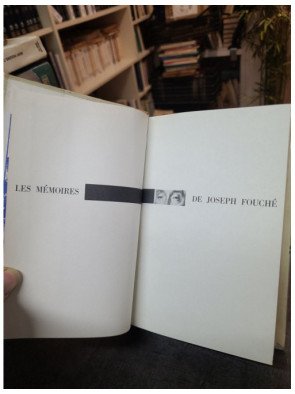 LES MÉMOIRES DE JOSEPH FOUCHÉ